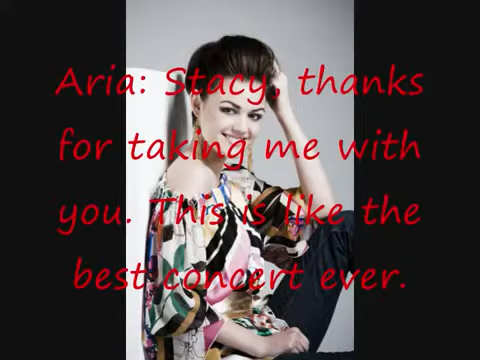 Aria: Stacy, thanks
for taking me with
you. This is like the
best concert ever.